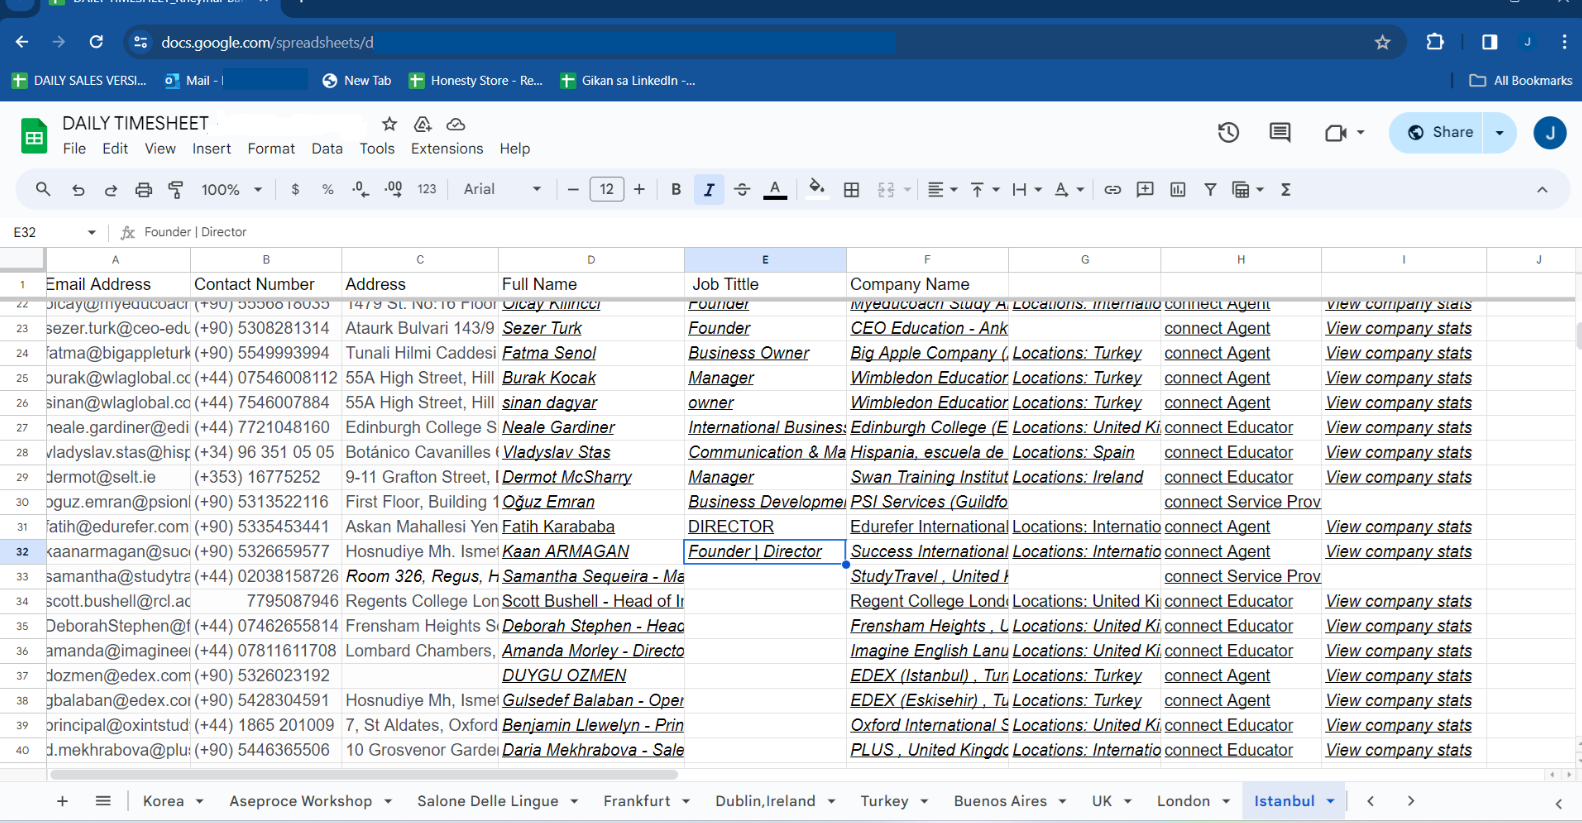 DAILY TIMESHEET_Rheymar Ba
docs.google.com/spreadsheets/d
DAILY SALES VERSI... Mail - New Tab Honesty Store - Re... Gikan sa LinkedIn -... All Bookmarks
DAILY TIMESHEET
Share J
File Edit View Insert Format Data Tools Extensions Help
100% $ % .0 .00 123 Arial 12 B I A
E32 Founder | Director
A B C D E F G H I J
1 Email Address Contact Number Address Full Name Job Tittle Company Name
22 olcay@myeducoach (+90) 5556818035 1479 St. No:16 Floor Olcay Kilincci Founder Myeducoach Study A Locations: Internatio connect Agent View company stats
23 sezer.turk@ceo-edu (+90) 5308281314 Ataurk Bulvari 143/9 Sezer Turk Founder CEO Education - Ank connect Agent View company stats
24 fatma@bigappleturk (+90) 5549993994 Tunali Hilmi Caddesi Fatma Senol Business Owner Big Apple Company ( Locations: Turkey connect Agent View company stats
25 burak@wlaglobal.co (+44) 07546008112 55A High Street, Hill Burak Kocak Manager Wimbledon Education Locations: Turkey connect Agent View company stats
26 sinan@wlaglobal.co (+44) 7546007884 55A High Street, Hill sinan dagyar owner Wimbledon Education Locations: Turkey connect Agent View company stats
27 neale.gardiner@edi (+44) 7721048160 Edinburgh College S Neale Gardiner International Business Edinburgh College (E Locations: United Ki connect Educator View company stats
28 vladyslav.stas@hisp (+34) 96 351 05 05 Botánico Cavanilles Vladyslav Stas Communication & Ma Hispania, escuela de Locations: Spain connect Educator View company stats
29 dermot@selt.ie (+353) 16775252 9-11 Grafton Street, Dermot McSharry Manager Swan Training Institut Locations: Ireland connect Educator View company stats
30 oguz.emran@psionl (+90) 5313522116 First Floor, Building 1 Oğuz Emran Business Developme PSI Services (Guildfo connect Service Prov
31 fatih@edurefer.com (+90) 5335453441 Askan Mahallesi Yen Fatih Karababa DIRECTOR Edurefer International Locations: Internatio connect Agent View company stats
32 kaanarmagan@succ (+90) 5326659577 Hosnudiye Mh. Ismet Kaan ARMAGAN Founder | Director Success International Locations: Internatio connect Agent View company stats
33 samantha@studytra (+44) 02038158726 Room 326, Regus, H Samantha Sequeira - Ma StudyTravel , United K connect Service Prov
34 scott.bushell@rcl.ac 7795087946 Regents College Lon Scott Bushell - Head of In Regent College Londo Locations: United Ki connect Educator View company stats
35 DeborahStephen@f (+44) 07462655814 Frensham Heights Sc Deborah Stephen - Head Frensham Heights , U Locations: United Ki connect Educator View company stats
36 amanda@imagineel (+44) 07811611708 Lombard Chambers, Amanda Morley - Directo Imagine English Lanu Locations: United Ki connect Educator View company stats
37 dozmen@edex.com (+90) 5326023192 DUYGU OZMEN EDEX (Istanbul) , Turl Locations: Turkey connect Agent View company stats
38 gbalaban@edex.cor (+90) 5428304591 Hosnudiye Mh, Ismet Gulsedef Balaban - Oper EDEX (Eskisehir) , Tu Locations: Turkey connect Agent View company stats
39 principal@oxintstud (+44) 1865 201009 7, St Aldates, Oxford Benjamin Llewelyn - Prin Oxford International S Locations: United Ki connect Educator View company stats
40 d.mekhrabova@plus (+90) 5446365506 10 Grosvenor Garder Daria Mekhrabova - Sale PLUS , United Kingdo Locations: Internatio connect Educator View company stats
Korea Aseproce Workshop Salone Delle Lingue Frankfurt Dublin,Ireland Turkey Buenos Aires UK London Istanbul